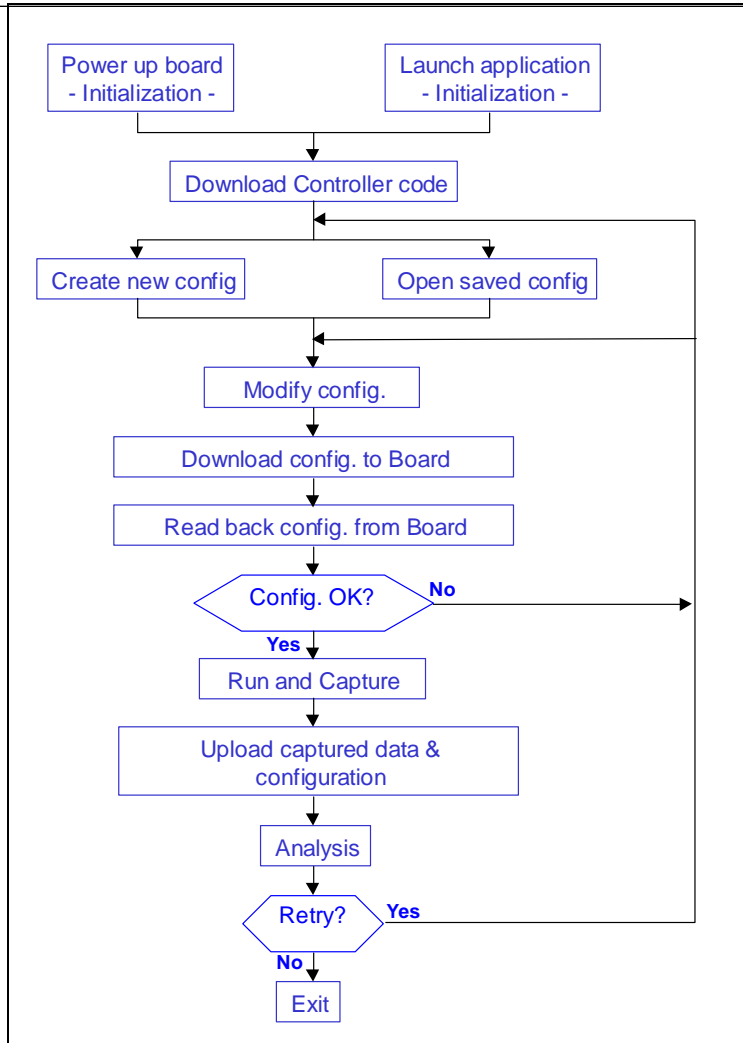 Power up board
- Initialization -
Launch application
- Initialization -
Download Controller code
Create new config
Open saved config
Modify config.
Download config. to Board
Read back config. from Board
Config. OK?
No
Yes
Run and Capture
Upload captured data &
configuration
Analysis
Retry?
Yes
No
Exit